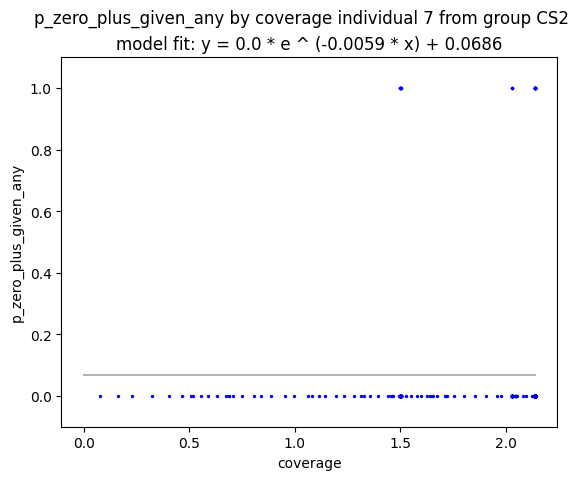 p_zero_plus_given_any by coverage individual 7 from group CS2
model fit: y = 0.0 * e ^ (-0.0059 * x) + 0.0686
1.0
0.8
0.6
0.4
0.2
0.0
p_zero_plus_given_any
0.0 0.5 1.0 1.5 2.0
coverage